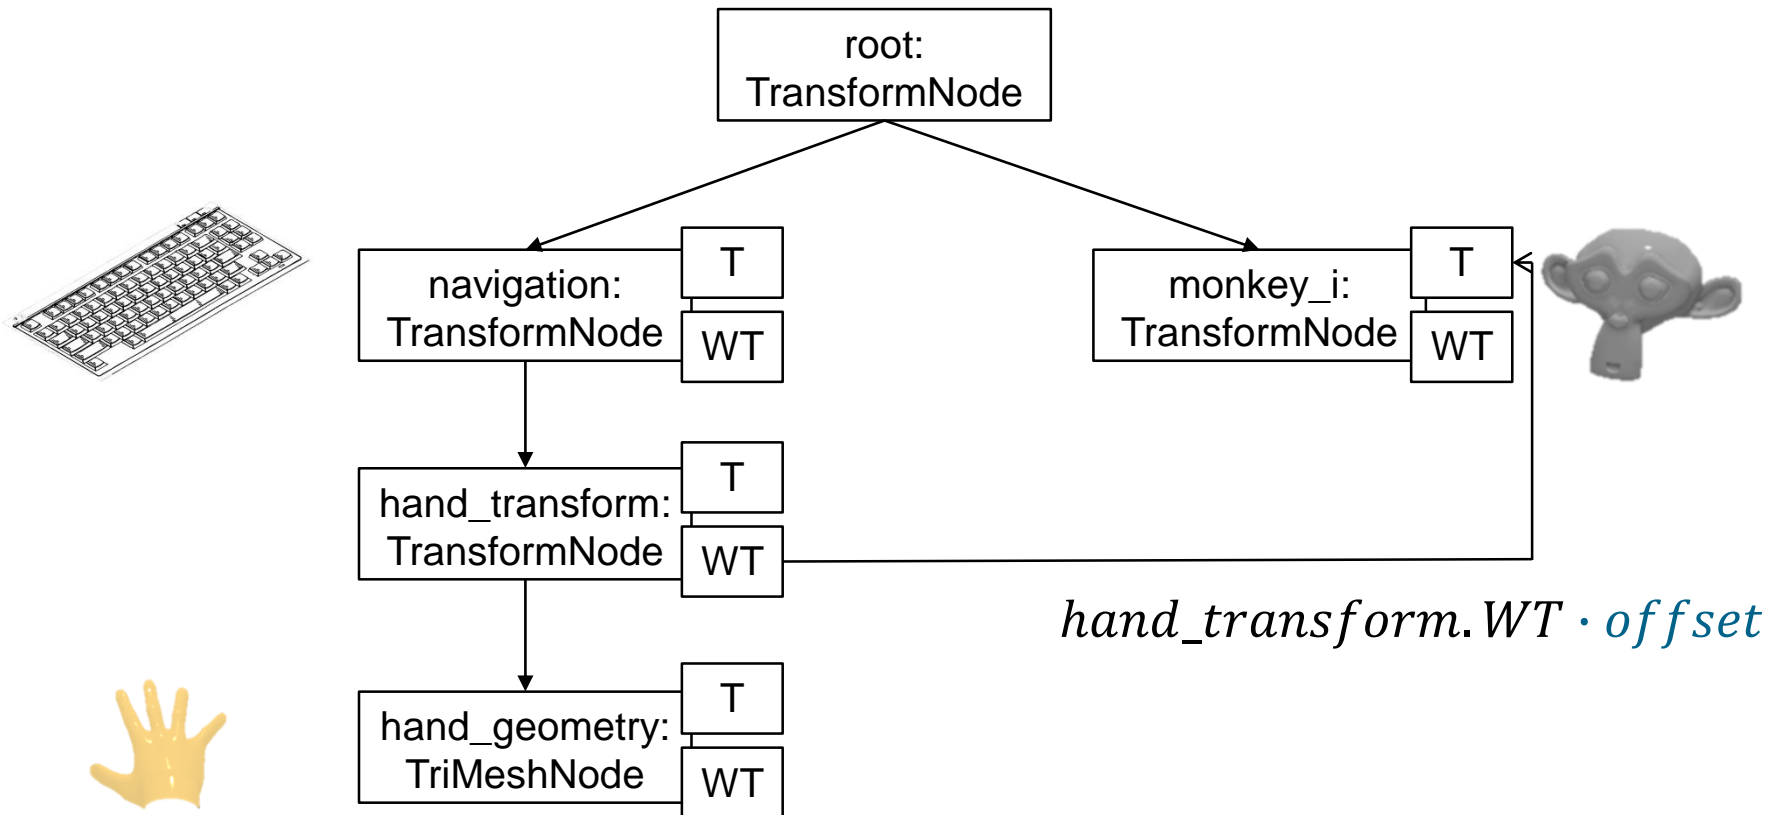 root:
TransformNode
navigation:
TransformNode
T
WT
monkey_i:
TransformNode
T
WT
hand_transform:
TransformNode
T
WT
hand_transform.WT · offset
hand_geometry:
TriMeshNode
T
WT